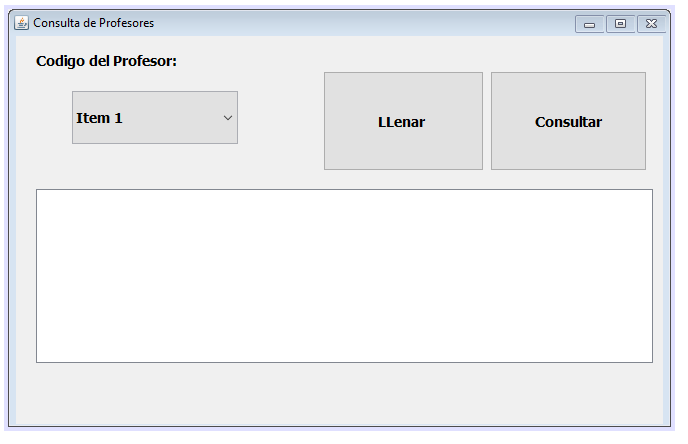 Consulta de Profesores
Codigo del Profesor:
Item 1
LLenar
Consultar